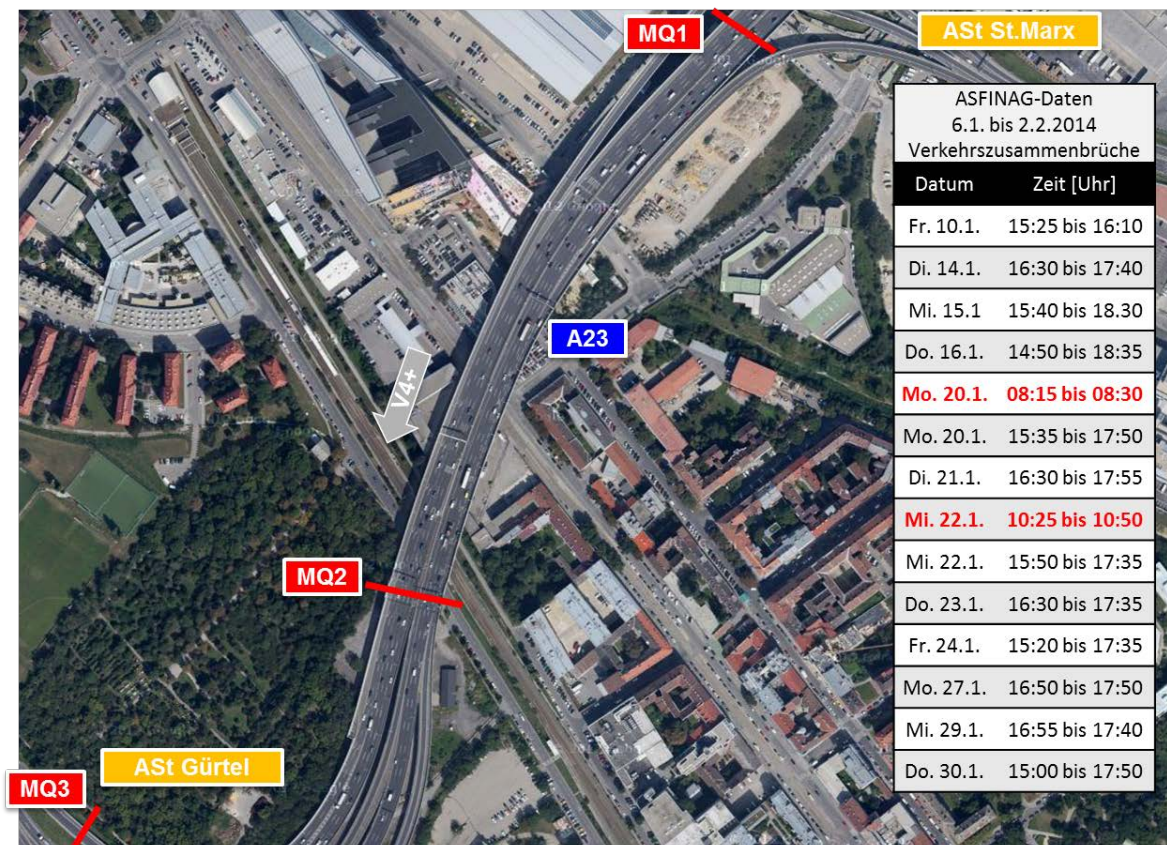 MQ1
ASt St.Marx
ASFINAG-Daten
6.1. bis 2.2.2014
Verkehrszusammenbrüche
Datum Zeit [Uhr]
Fr. 10.1. 15:25 bis 16:10
Di. 14.1. 16:30 bis 17:40
Mi. 15.1 15:40 bis 18.30
Do. 16.1. 14:50 bis 18:35
Mo. 20.1. 08:15 bis 08:30
Mo. 20.1. 15:35 bis 17:50
Di. 21.1. 16:30 bis 17:55
Mi. 22.1. 10:25 bis 10:50
Mi. 22.1. 15:50 bis 17:35
Do. 23.1. 16:30 bis 17:35
Fr. 24.1. 15:20 bis 17:35
Mo. 27.1. 16:50 bis 17:50
Mi. 29.1. 16:55 bis 17:40
Do. 30.1. 15:00 bis 17:50
A23
V4+
MQ2
ASt Gürtel
MQ3